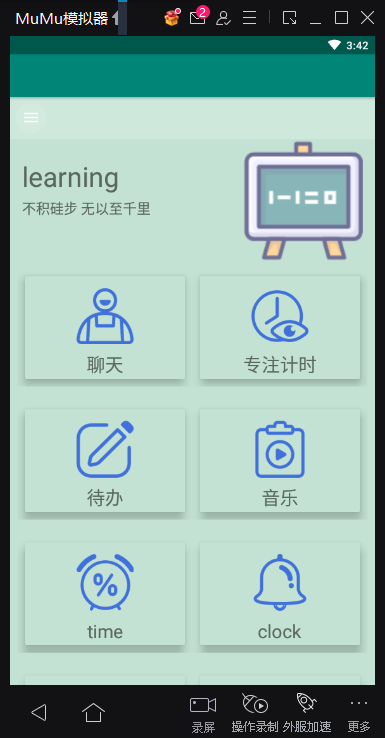 MuMu模拟器
2
3:42
learning
不积硅步 无以至千里
1-1=0
聊天
专注计时
待办
音乐
%
time
clock
录屏
操作录制
外服加速
更多